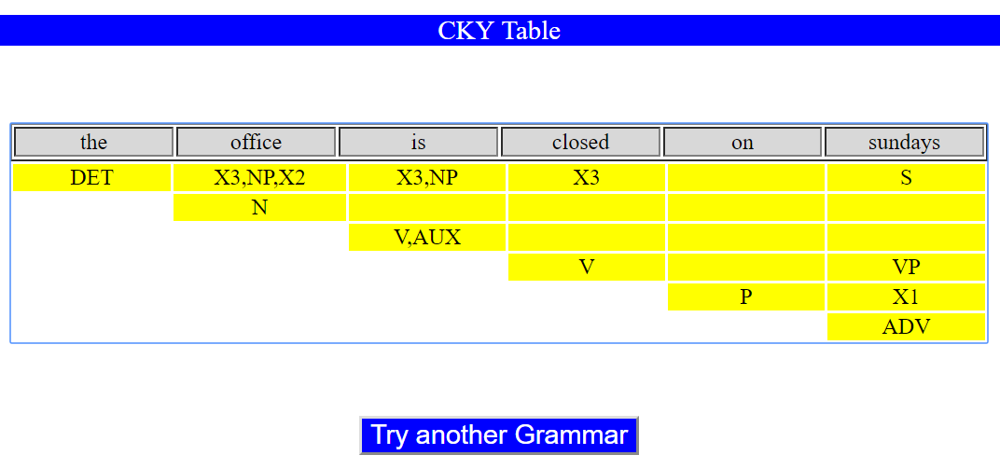 CKY Table
the office is closed on sundays
DET X3,NP,X2 X3,NP X3 S
N
V,AUX
V VP
P X1
ADV
Try another Grammar